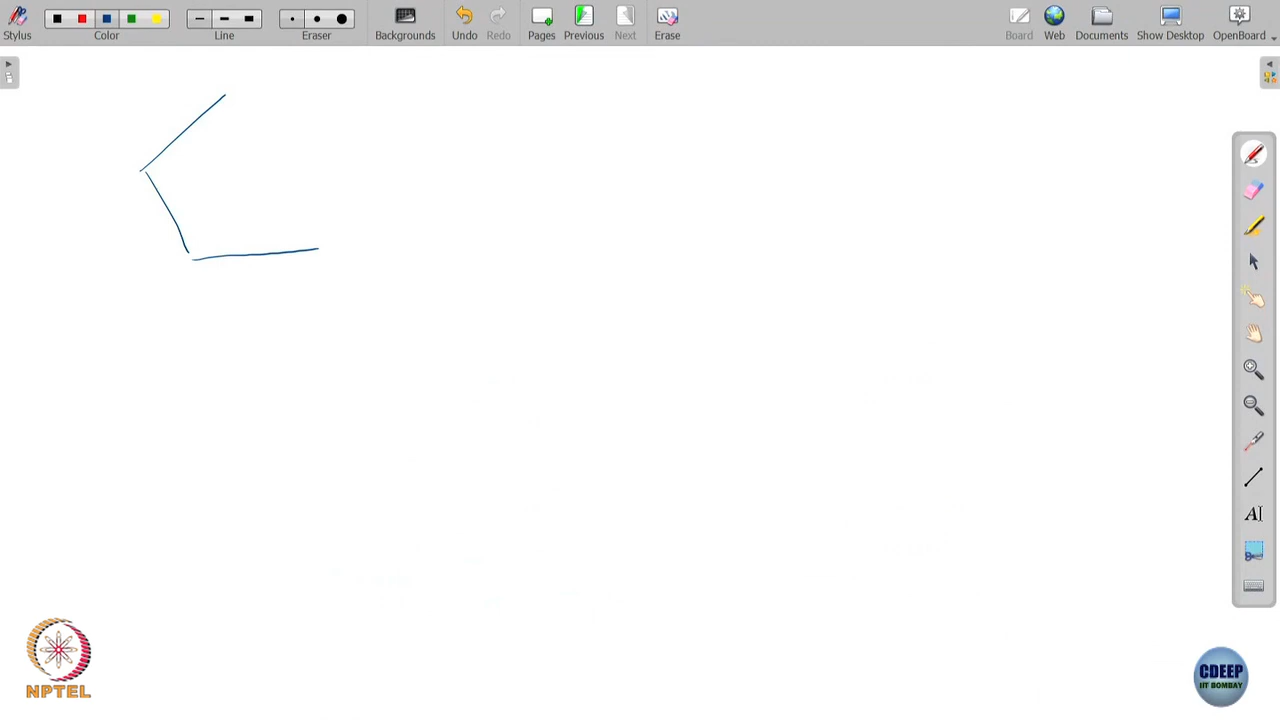 Stylus Color Line Eraser Backgrounds Undo Redo Pages Previous Next Erase Board Web Documents Show Desktop OpenBoard
A
NPTEL
CDEEP
IIT BOMBAY